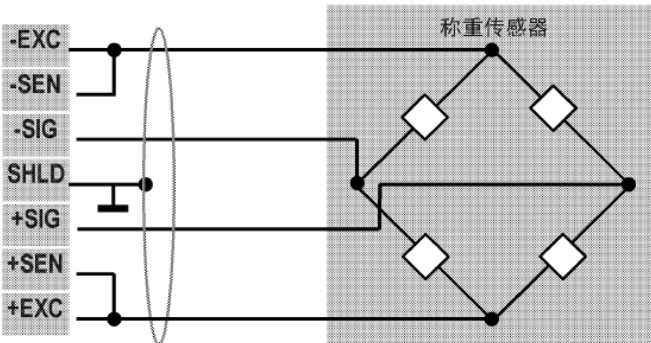 称重传感器
-EXC
-SEN
-SIG
SHLD
+SIG
+SEN
+EXC